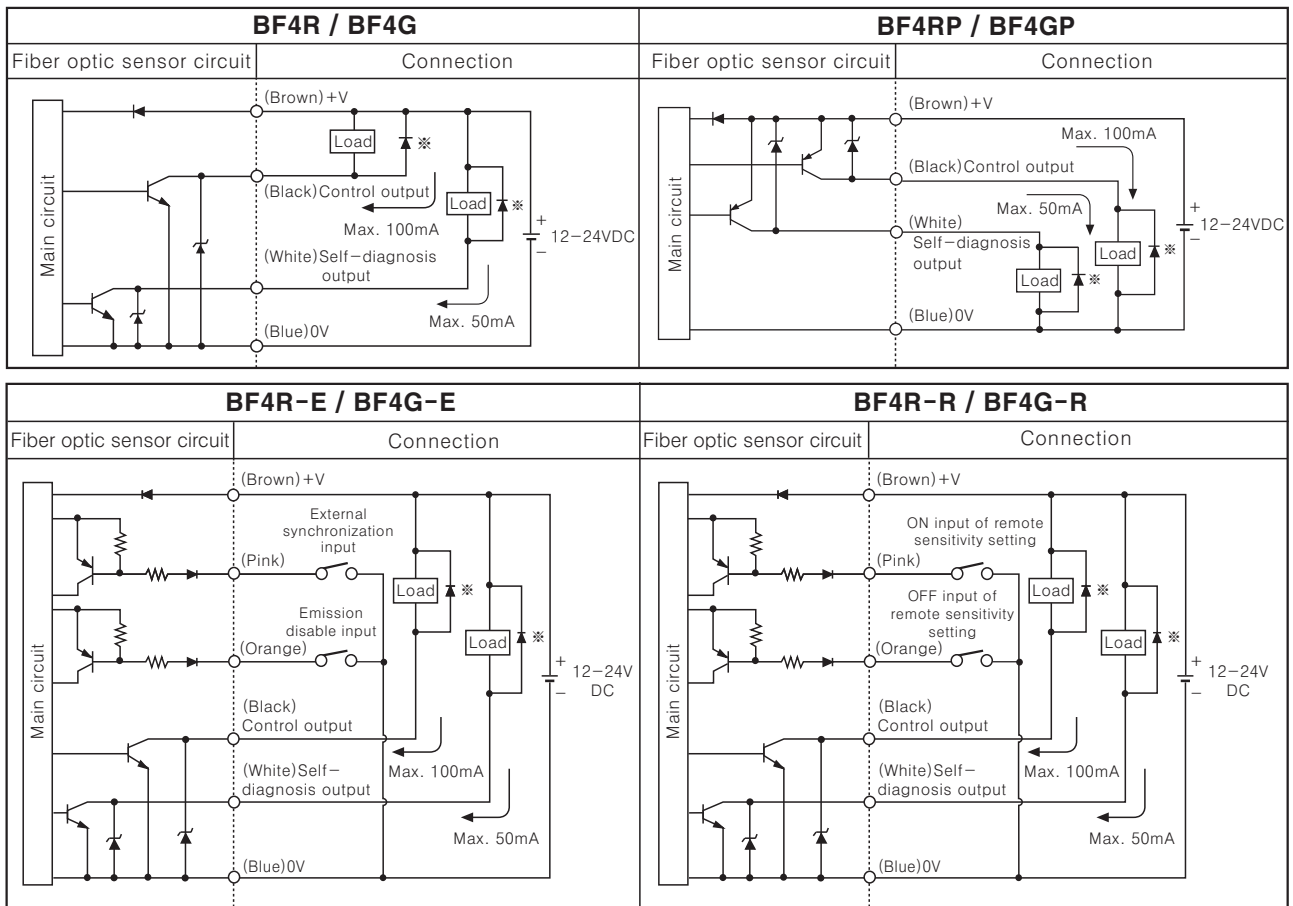 BF4R / BF4G
Fiber optic sensor circuit
Connection
Main circuit
(Brown)+V
Load
※
(Black)Control output
Max. 100mA
Load
※
+
12-24VDC
−
(White)Self-diagnosis
output
Max. 50mA
(Blue)0V
BF4RP / BF4GP
Fiber optic sensor circuit
Connection
Main circuit
(Brown)+V
Max. 100mA
(Black)Control output
Max. 50mA
(White)
Self-diagnosis
output
Load
※
Load
※
+
12-24VDC
−
(Blue)0V
BF4R-E / BF4G-E
Fiber optic sensor circuit
Connection
Main circuit
(Brown)+V
External
synchronization
input
(Pink)
Load
※
Emission
disable input
(Orange)
Load
※
+
12-24V
DC
−
(Black)
Control output
Max. 100mA
(White)Self-
diagnosis output
Max. 50mA
(Blue)0V
BF4R-R / BF4G-R
Fiber optic sensor circuit
Connection
Main circuit
(Brown)+V
ON input of remote
sensitivity setting
(Pink)
Load
※
OFF input of
remote sensitivity
setting
(Orange)
Load
※
+
12-24V
DC
−
(Black)
Control output
Max. 100mA
(White)Self-
diagnosis output
Max. 50mA
(Blue)0V